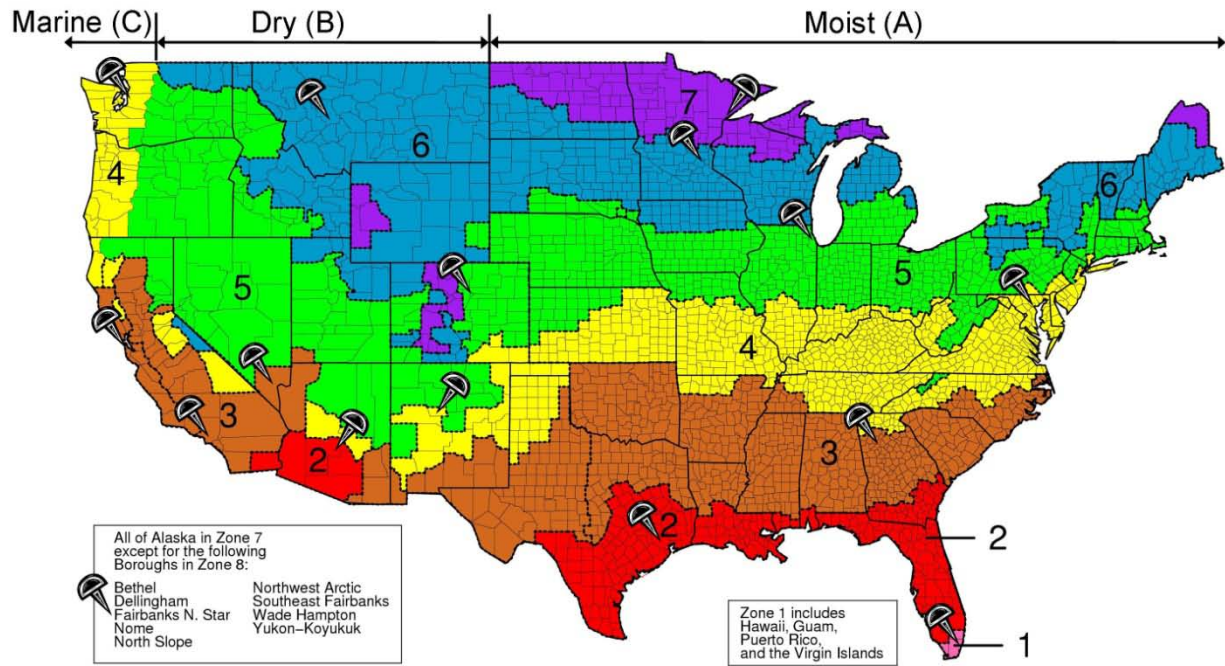 Marine (C) Dry (B) Moist (A)
7
6
4
6
5
5
4
3
3
2
2
2
1
All of Alaska in Zone 7
except for the following
Boroughs in Zone 8:
Bethel Northwest Arctic
Dellingham Southeast Fairbanks
Fairbanks N. Star Wade Hampton
Nome Yukon-Koyukuk
North Slope
Zone 1 includes
Hawaii, Guam,
Puerto Rico,
and the Virgin Islands